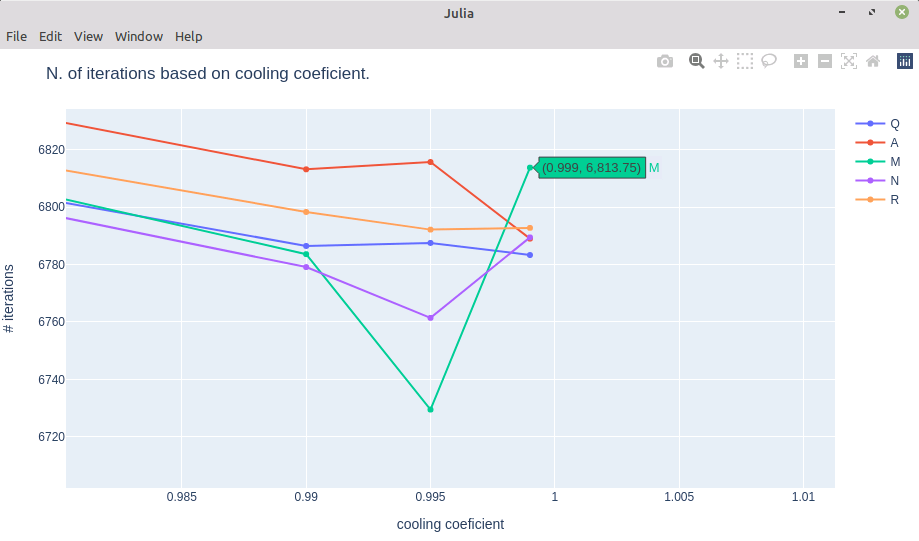 Julia
File Edit View Window Help
N. of iterations based on cooling coeficient.
Q
A
M
N
R
(0.999, 6,813.75) M
# iterations
6820
6800
6780
6760
6740
6720
0.985 0.99 0.995 1 1.005 1.01
cooling coeficient